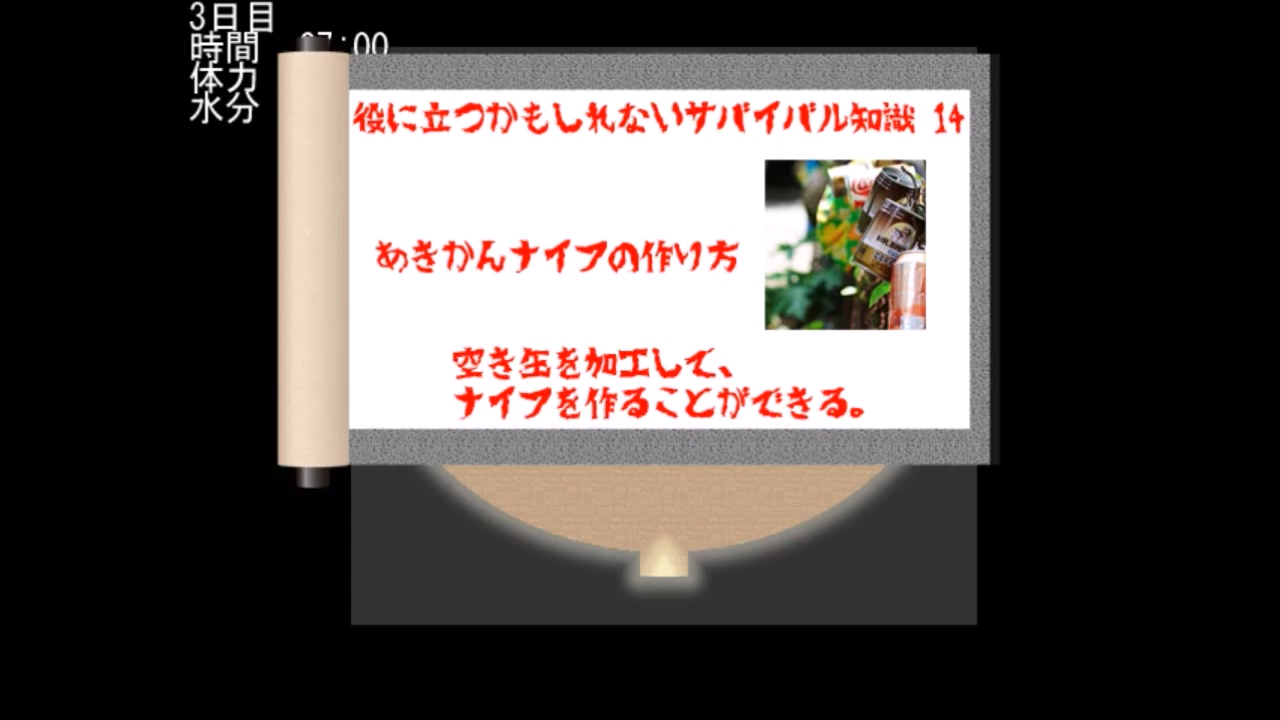 3日目
時間 07:00
体力
水分
役に立つかもしれないサバイバル知識 14
あきかんナイフの作り方
空き缶を加工して、
ナイフを作ることができる。